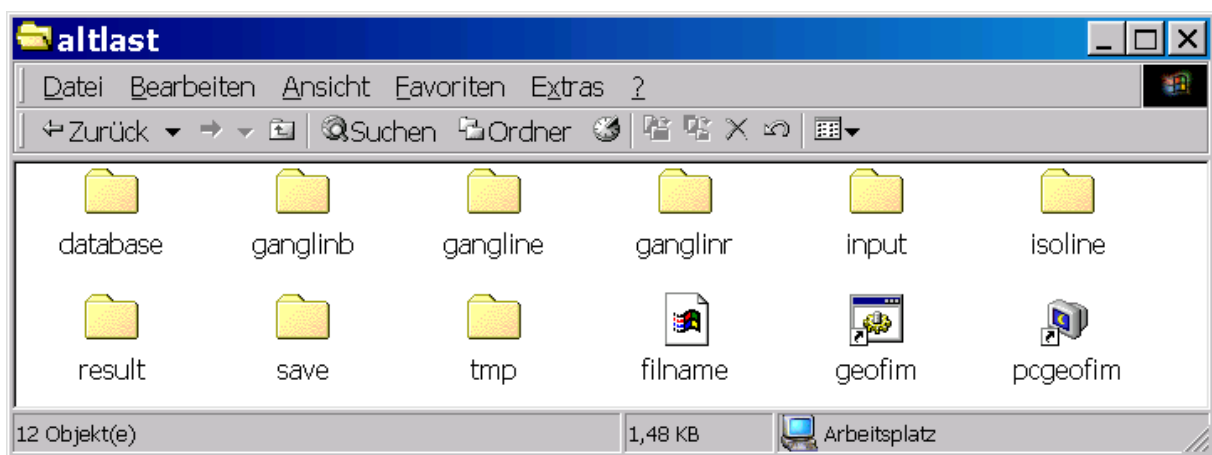 altlast
Datei Bearbeiten Ansicht Favoriten Extras ?
Zurück Suchen Ordner
database ganglinb gangline ganglinr input isoline
result save tmp filname geofim pcgeofim
12 Objekt(e) 1,48 KB Arbeitsplatz